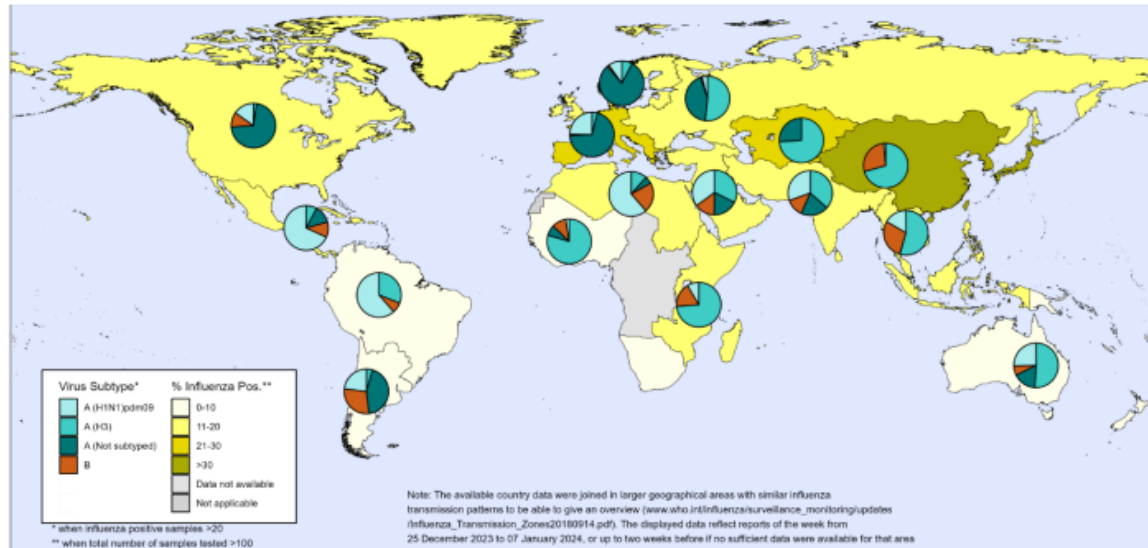 Virus Subtype*
A (H1N1)pdm09
A (H3)
A (Not subtyped)
B
% Influenza Pos.**
0-10
11-20
21-30
>30
Data not available
Not applicable
* when influenza positive samples >20
** when total number of samples tested >100
Note: The available country data were joined in larger geographical areas with similar influenza
transmission patterns to be able to give an overview (www.who.int/influenza/surveillance_monitoring/updates
/Influenza_Transmission_Zones20180914.pdf). The displayed data reflect reports of the week from
25 December 2023 to 07 January 2024, or up to two weeks before if no sufficient data were available for that area